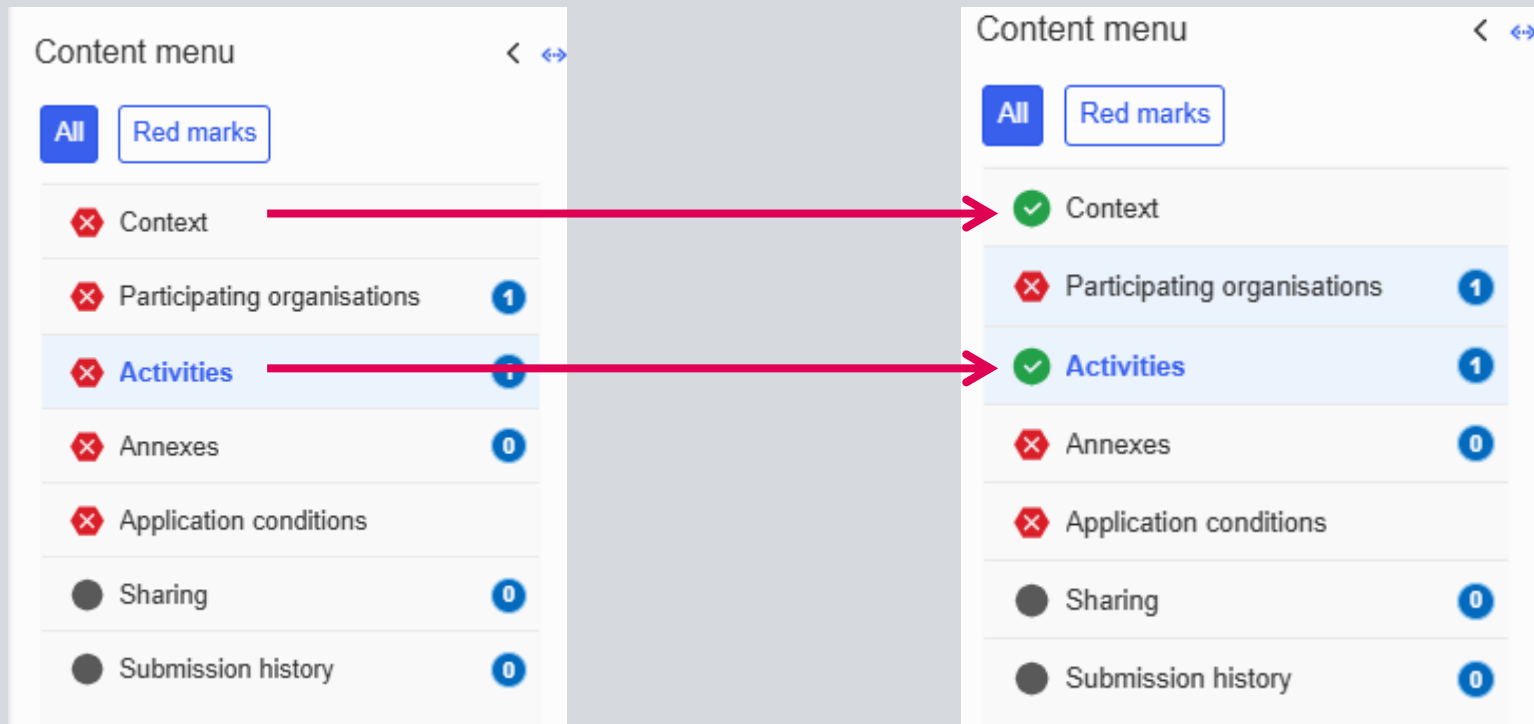 Content menu
All Red marks
Context
Participating organisations 1
Activities 1
Annexes 0
Application conditions
Sharing 0
Submission history 0
Content menu
All Red marks
Context
Participating organisations 1
Activities 1
Annexes 0
Application conditions
Sharing 0
Submission history 0